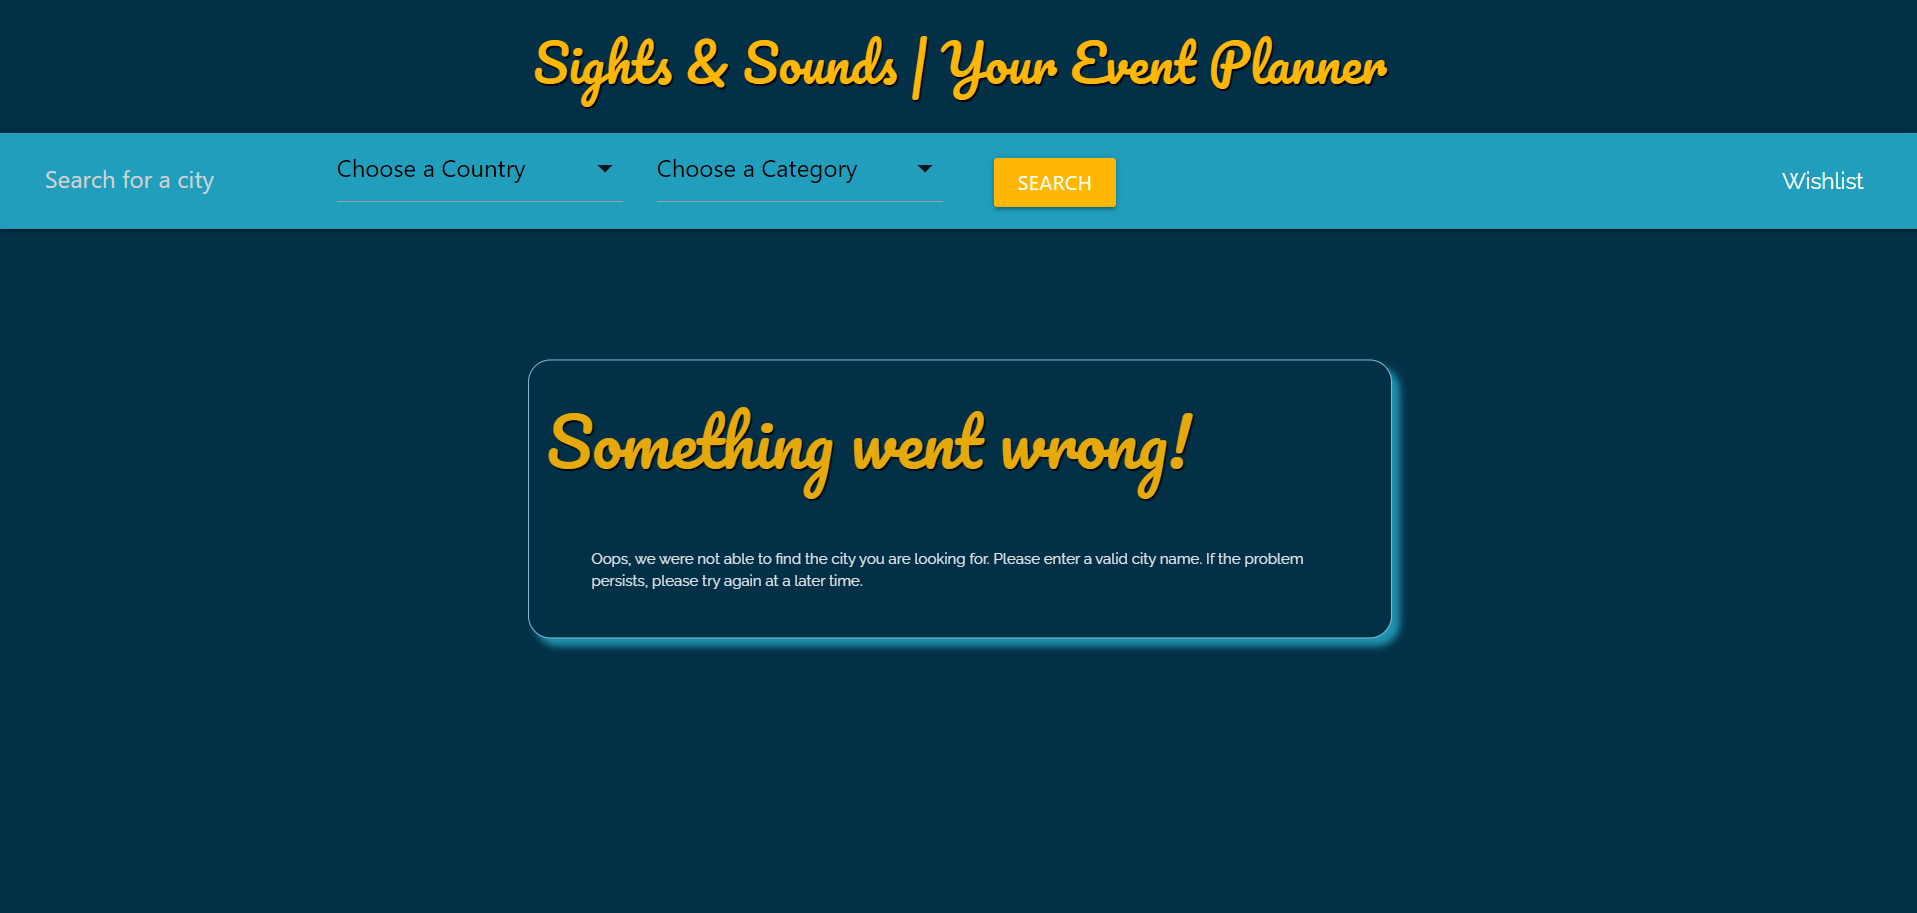 Sights & Sounds | Your Event Planner
Search for a city
Choose a Country
Choose a Category
SEARCH
Wishlist
Something went wrong!
Oops, we were not able to find the city you are looking for. Please enter a valid city name. If the problem
persists, please try again at a later time.